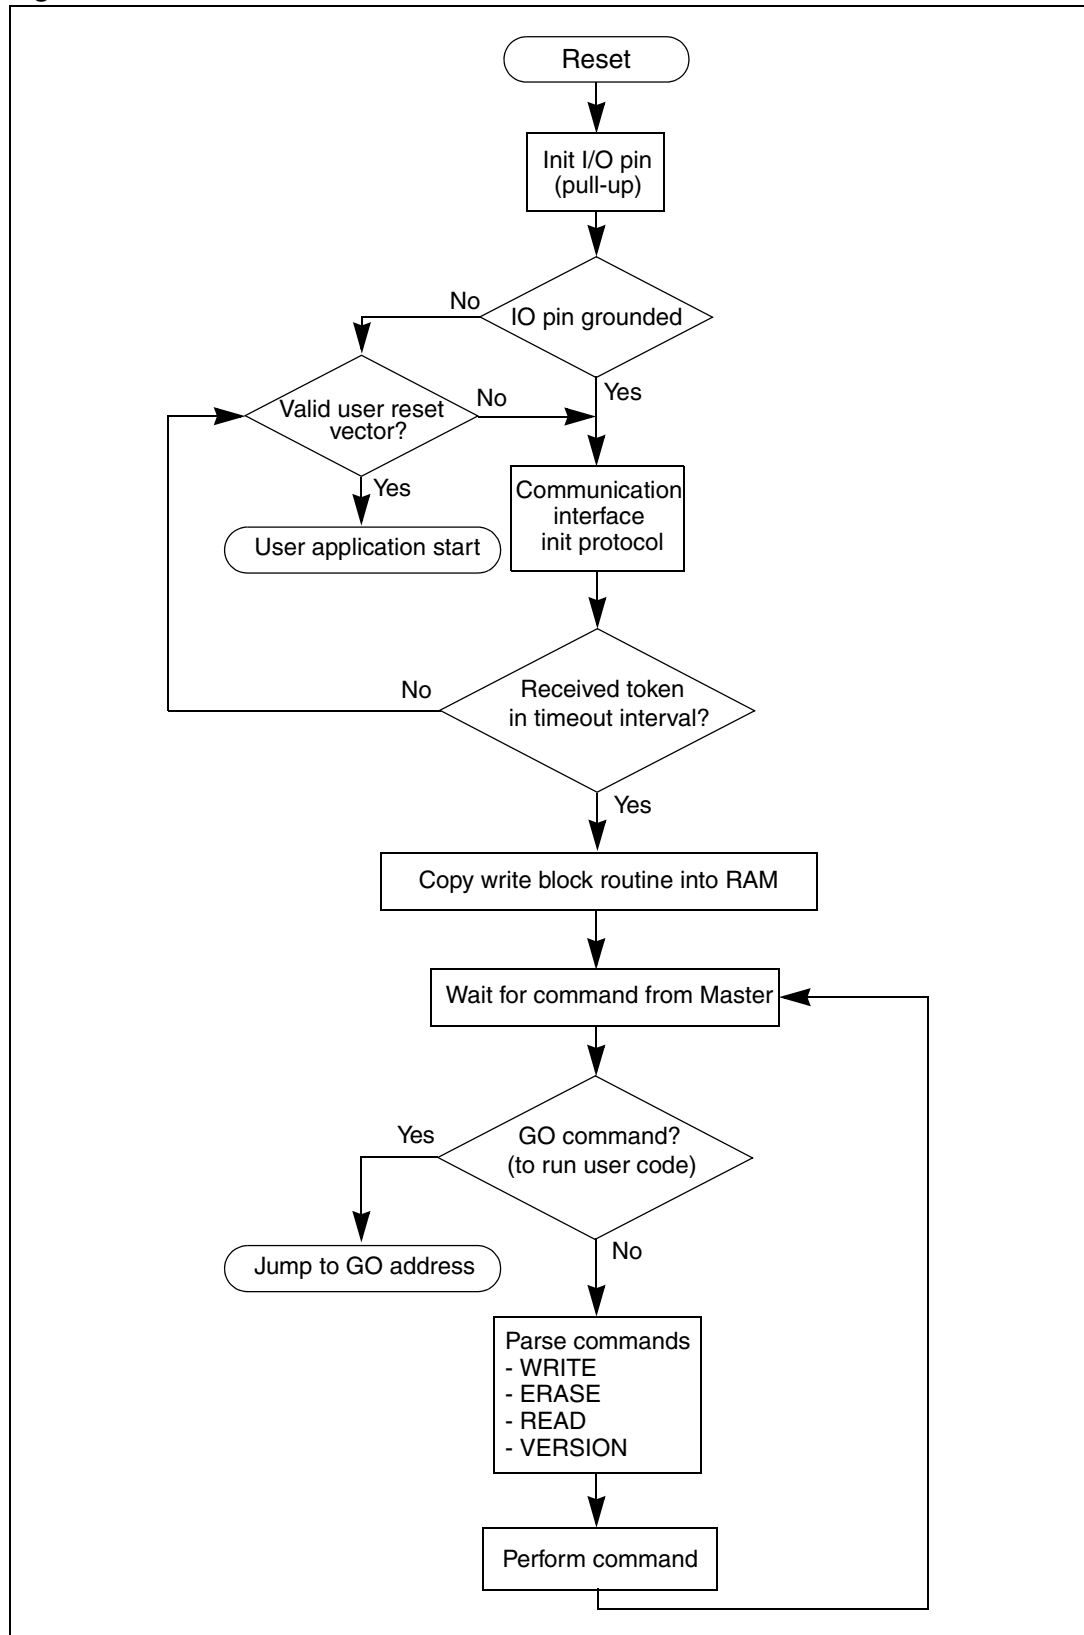 Reset
Init I/O pin
(pull-up)
IO pin grounded
No
Yes
Valid user reset
vector?
No
Yes
User application start
Communication
interface
init protocol
Received token
in timeout interval?
No
Yes
Copy write block routine into RAM
Wait for command from Master
GO command?
(to run user code)
Yes
No
Jump to GO address
Parse commands
- WRITE
- ERASE
- READ
- VERSION
Perform command